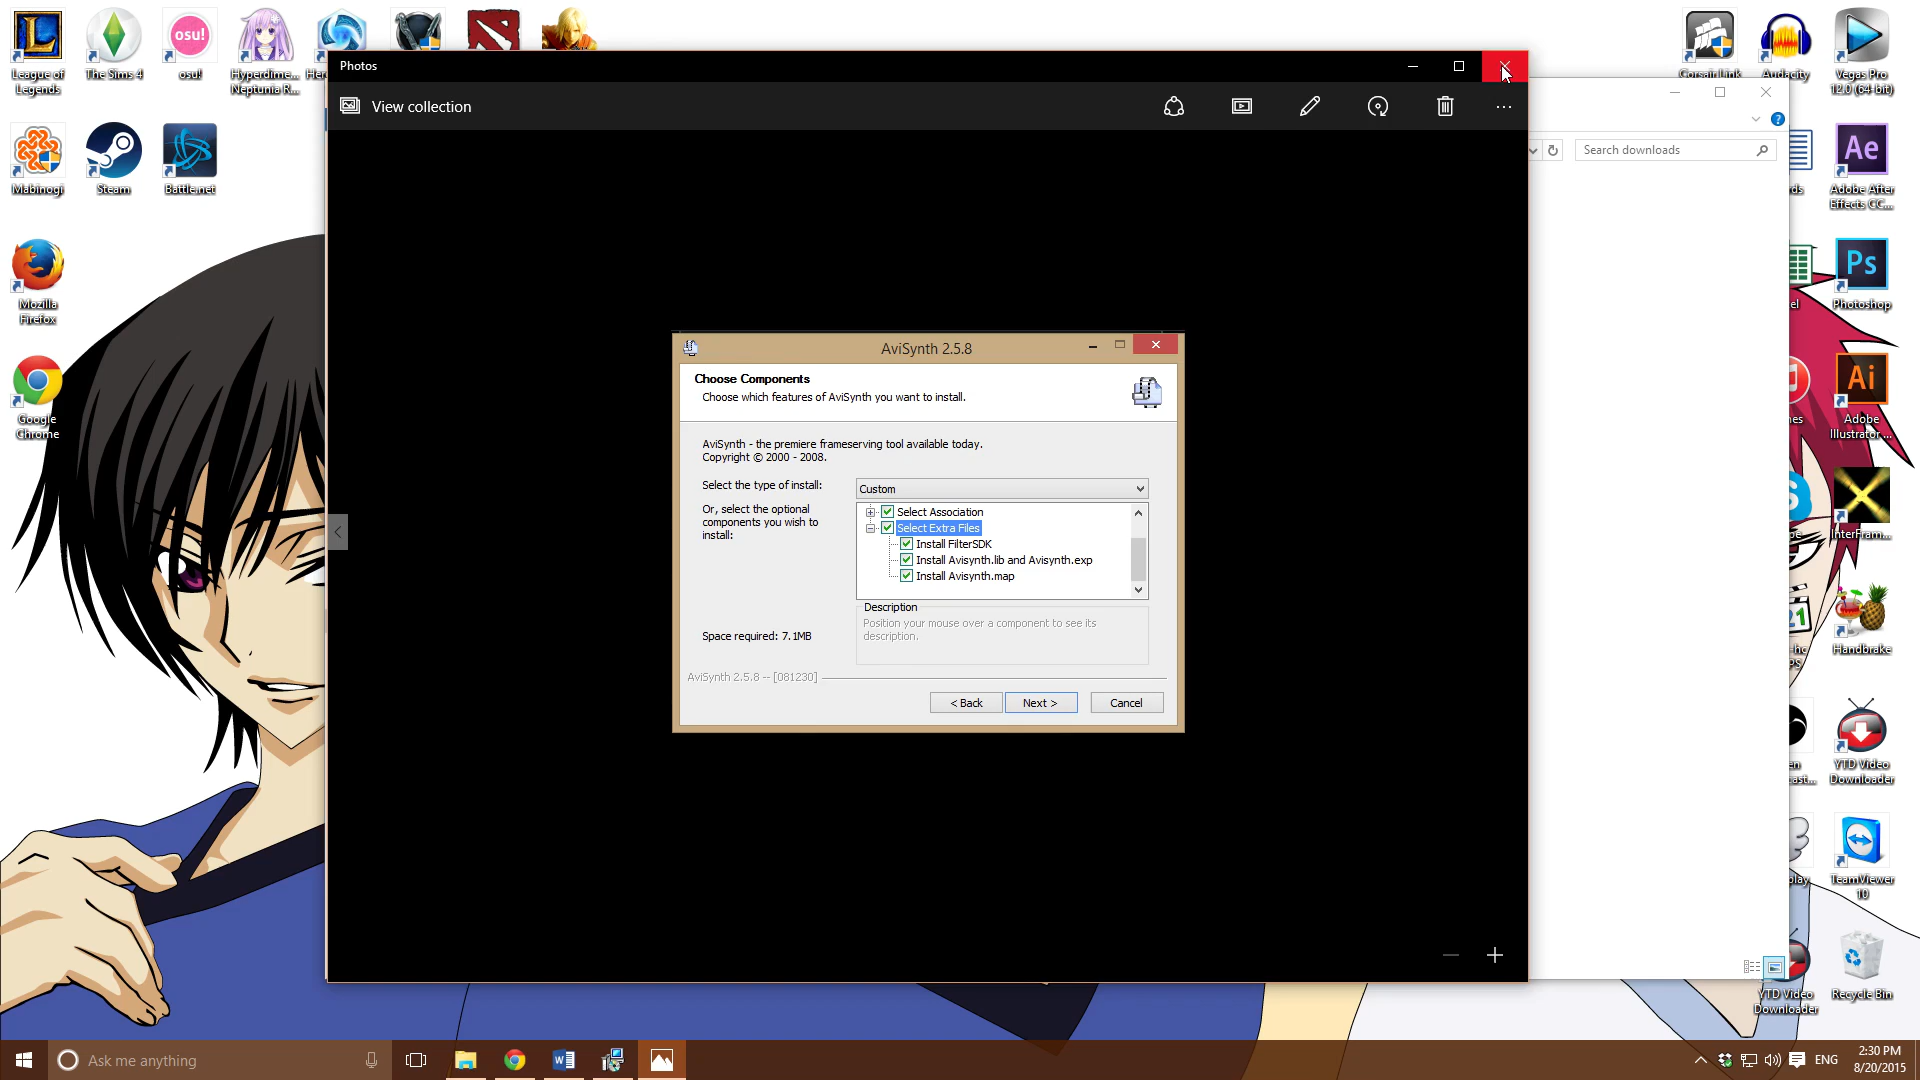 League of
Legends
The Sims 4
osu!
osu!
Hyperdime...
Neptunia R...
Mabinogi
Steam
Battle.net
Mozilla
Firefox
Google
Chrome
Photos
View collection
AviSynth 2.5.8
Choose Components
Choose which features of AviSynth you want to install.
AviSynth - the premiere frameserving tool available today.
Copyright © 2000 - 2008.
Select the type of install:
Custom
Or, select the optional
components you wish to
install:
Select Association
Select Extra Files
Install FilterSDK
Install Avisynth.lib and Avisynth.exp
Install Avisynth.map
Description
Position your mouse over a component to see its
description.
Space required: 7.1MB
AviSynth 2.5.8 -- [081230]
< Back
Next >
Cancel
Search downloads
Corsair Link
Audacity
Vegas Pro
12.0 (64-bit)
Ae
Adobe After
Effects CC...
Ps
Photoshop
Ai
Adobe
Illustrator ...
InterFram...
Handbrake
YTD Video
Downloader
TeamViewer
10
YTD Video
Downloader
Recycle Bin
Ask me anything
ENG
2:30 PM
8/20/2015